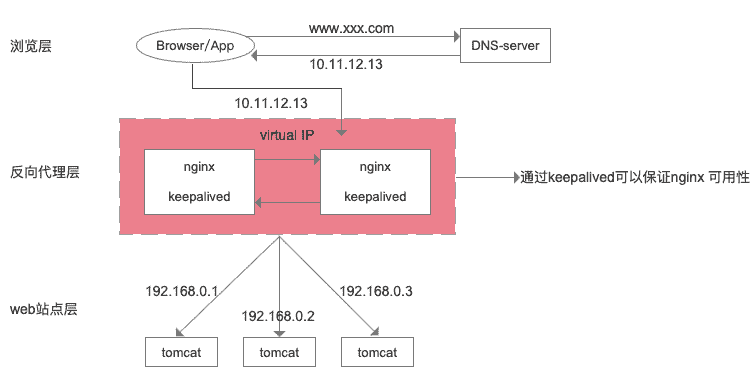 www.xxx.com
浏览层
Browser/App
DNS-server
10.11.12.13
10.11.12.13
virtual IP
nginx
nginx
反向代理层
通过keepalived可以保证nginx 可用性
keepalived
keepalived
192.168.0.1
192.168.0.3
web站点层
192.168.0.2
tomcat
tomcat
tomcat